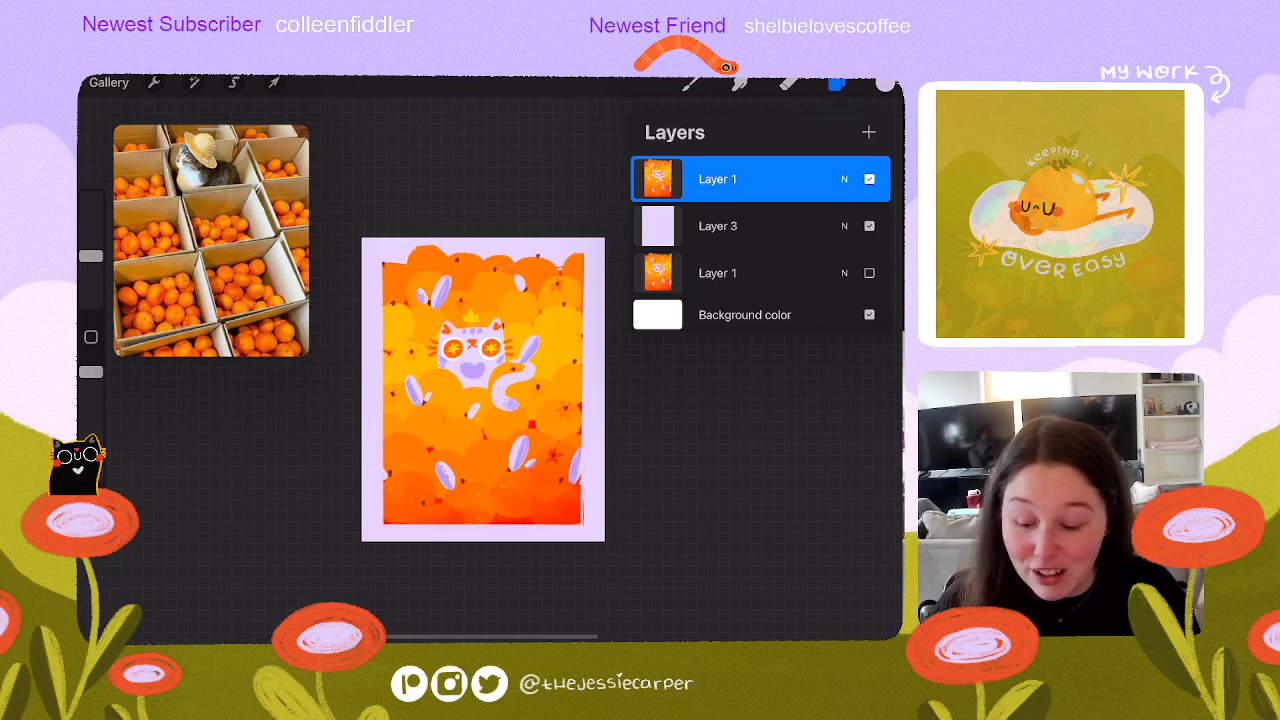 Newest Subscriber colleenfiddler
Newest Friend shelbielovescoffee
Gallery
Layers
Layer 1 N
Layer 3 N
Layer 1 N
Background color
MY WORK
KEEPING IT
OVER EASY
@THEJESSIECARPER